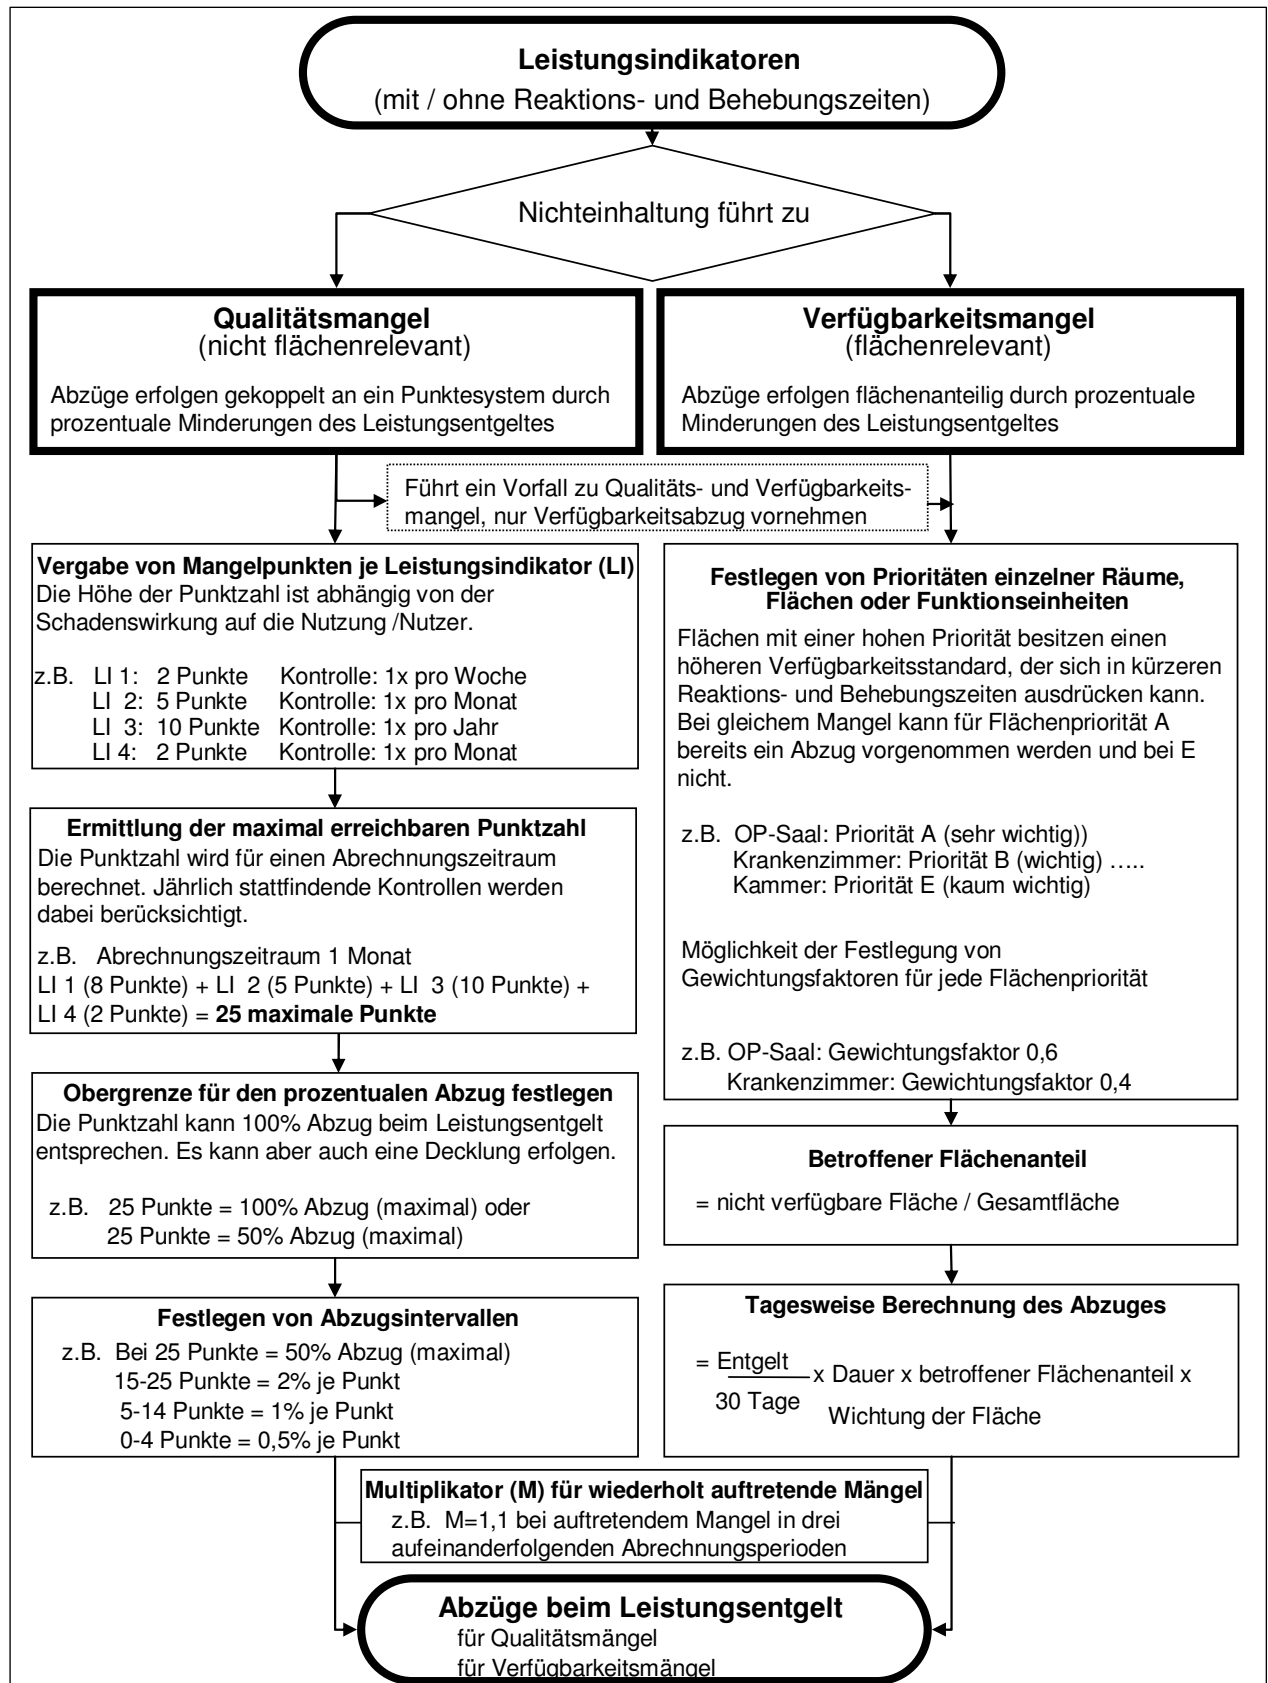 Leistungsindikatoren
(mit / ohne Reaktions- und Behebungszeiten)
Nichteinhaltung führt zu
Qualitätsmangel
(nicht flächenrelevant)
Abzüge erfolgen gekoppelt an ein Punktesystem durch
prozentuale Minderungen des Leistungsentgeltes
Verfügbarkeitsmangel
(flächenrelevant)
Abzüge erfolgen flächenanteilig durch prozentuale
Minderungen des Leistungsentgeltes
Führt ein Vorfall zu Qualitäts- und Verfügbarkeits-
mangel, nur Verfügbarkeitsabzug vornehmen
Vergabe von Mangelpunkten je Leistungsindikator (LI)
Die Höhe der Punktzahl ist abhängig von der
Schadenswirkung auf die Nutzung /Nutzer.
z.B. LI 1: 2 Punkte Kontrolle: 1x pro Woche
LI 2: 5 Punkte Kontrolle: 1x pro Monat
LI 3: 10 Punkte Kontrolle: 1x pro Jahr
LI 4: 2 Punkte Kontrolle: 1x pro Monat
Ermittlung der maximal erreichbaren Punktzahl
Die Punktzahl wird für einen Abrechnungszeitraum
berechnet. Jährlich stattfindende Kontrollen werden
dabei berücksichtigt.
z.B. Abrechnungszeitraum 1 Monat
LI 1 (8 Punkte) + LI 2 (5 Punkte) + LI 3 (10 Punkte) +
LI 4 (2 Punkte) = 25 maximale Punkte
Obergrenze für den prozentualen Abzug festlegen
Die Punktzahl kann 100% Abzug beim Leistungsentgelt
entsprechen. Es kann aber auch eine Decklung erfolgen.
z.B. 25 Punkte = 100% Abzug (maximal) oder
25 Punkte = 50% Abzug (maximal)
Festlegen von Abzugsintervallen
z.B. Bei 25 Punkte = 50% Abzug (maximal)
15-25 Punkte = 2% je Punkt
5-14 Punkte = 1% je Punkt
0-4 Punkte = 0,5% je Punkt
Festlegen von Prioritäten einzelner Räume,
Flächen oder Funktionseinheiten
Flächen mit einer hohen Priorität besitzen einen
höheren Verfügbarkeitsstandard, der sich in kürzeren
Reaktions- und Behebungszeiten ausdrücken kann.
Bei gleichem Mangel kann für Flächenpriorität A
bereits ein Abzug vorgenommen werden und bei E
nicht.
z.B. OP-Saal: Priorität A (sehr wichtig))
Krankenzimmer: Priorität B (wichtig) …..
Kammer: Priorität E (kaum wichtig)
Möglichkeit der Festlegung von
Gewichtungsfaktoren für jede Flächenpriorität
z.B. OP-Saal: Gewichtungsfaktor 0,6
Krankenzimmer: Gewichtungsfaktor 0,4
Betroffener Flächenanteil
= nicht verfügbare Fläche / Gesamtfläche
Tagesweise Berechnung des Abzuges
= Entgelt
x Dauer x betroffener Flächenanteil x
30 Tage
Wichtung der Fläche
Multiplikator (M) für wiederholt auftretende Mängel
z.B. M=1,1 bei auftretendem Mangel in drei
aufeinanderfolgenden Abrechnungsperioden
Abzüge beim Leistungsentgelt
für Qualitätsmängel
für Verfügbarkeitsmängel